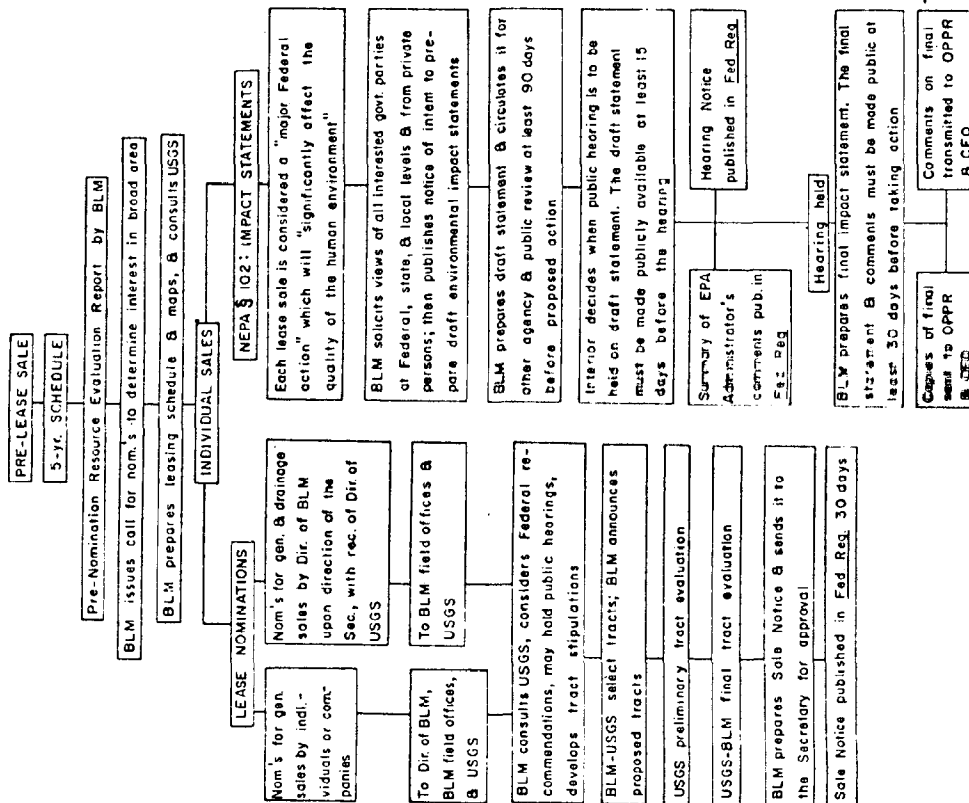 PRE-LEASE SALE
5-yr. SCHEDULE
Pre-Nomination Resource Evaluation Report by BLM
BLM issues call for nom's to determine interest in broad area
BLM prepares leasing schedule & maps, & consults USGS
INDIVIDUAL SALES
LEASE NOMINATIONS
Nom's for gen.
sales by indi-
viduals or com-
panies
Nom's for gen. & drainage
sales by Dir. of BLM
upon direction of the
Sec., with rec. of Dir. of
USGS
To Dir. of BLM,
BLM field offices,
& USGS
To BLM field offices &
USGS
BLM consults USGS, considers Federal re-
commendations, may hold public hearings,
develops tract stipulations
BLM-USGS select tracts; BLM announces
proposed tracts
USGS preliminary tract evaluation
USGS-BLM final tract evaluation
BLM prepares Sale Notice & sends it to
the Secretary for approval
Sale Notice published in Fed Reg 30 days
NEPA § 102: IMPACT STATEMENTS
Each lease sale is considered a "major Federal
action" which will "significantly affect the
quality of the human environment"
BLM solicits views of all interested govt. parties
at Federal, state, & local levels & from private
persons; then publishes notice of intent to pre-
pare draft environmental impact statements
BLM prepares draft statement & circulates it for
other agency & public review at least 90 days
before proposed action
Interior decides when public hearing is to be
held on draft statement. The draft statement
must be made publicly available at least 15
days before the hearing
Summary of EPA
Administrator's
comments pub. in
Fed Reg
Hearing Notice
published in Fed Reg
Hearing held
BLM prepares final impact statement. The final
statement & comments must be made public at
least 30 days before taking action
Copies of final
sent to OPPR
& CEQ
Comments on final
transmitted to OPPR
& CEQ